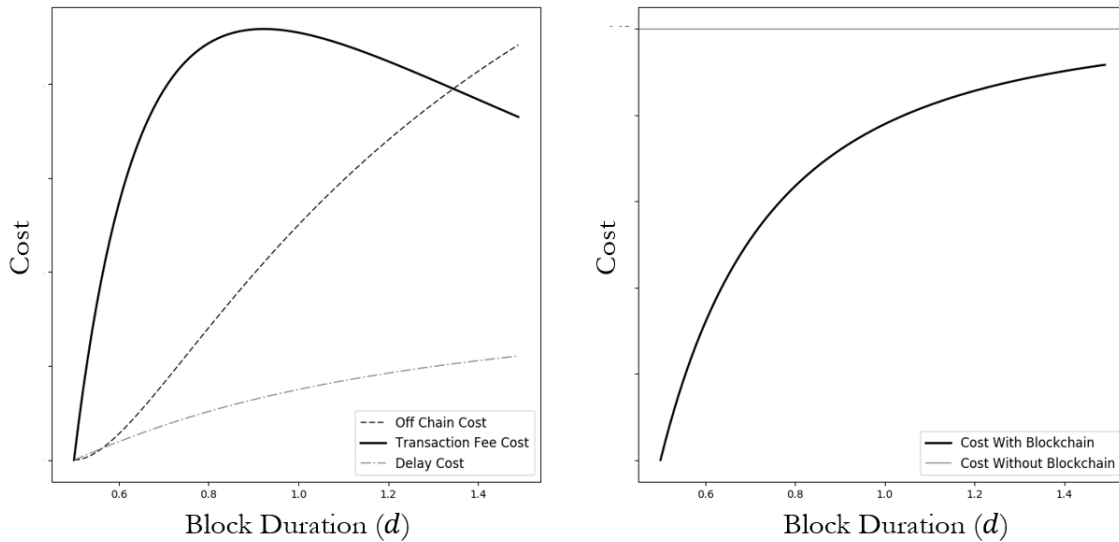 Cost
Off Chain Cost
Transaction Fee Cost
Delay Cost
0.6 0.8 1.0 1.2 1.4
Block Duration (d)
Cost
Cost With Blockchain
Cost Without Blockchain
0.6 0.8 1.0 1.2 1.4
Block Duration (d)